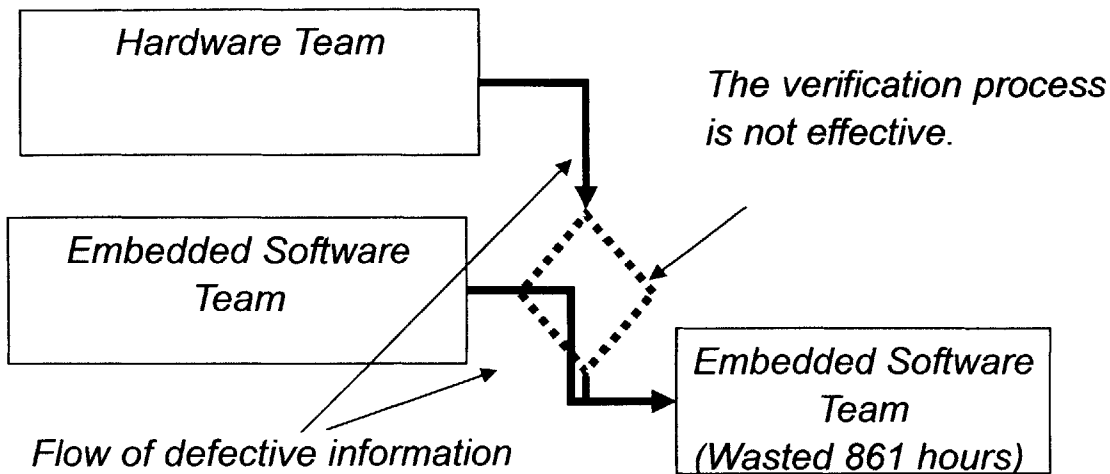 Hardware Team
The verification process
is not effective.
Embedded Software
Team
Embedded Software
Team
(Wasted 861 hours)
Flow of defective information